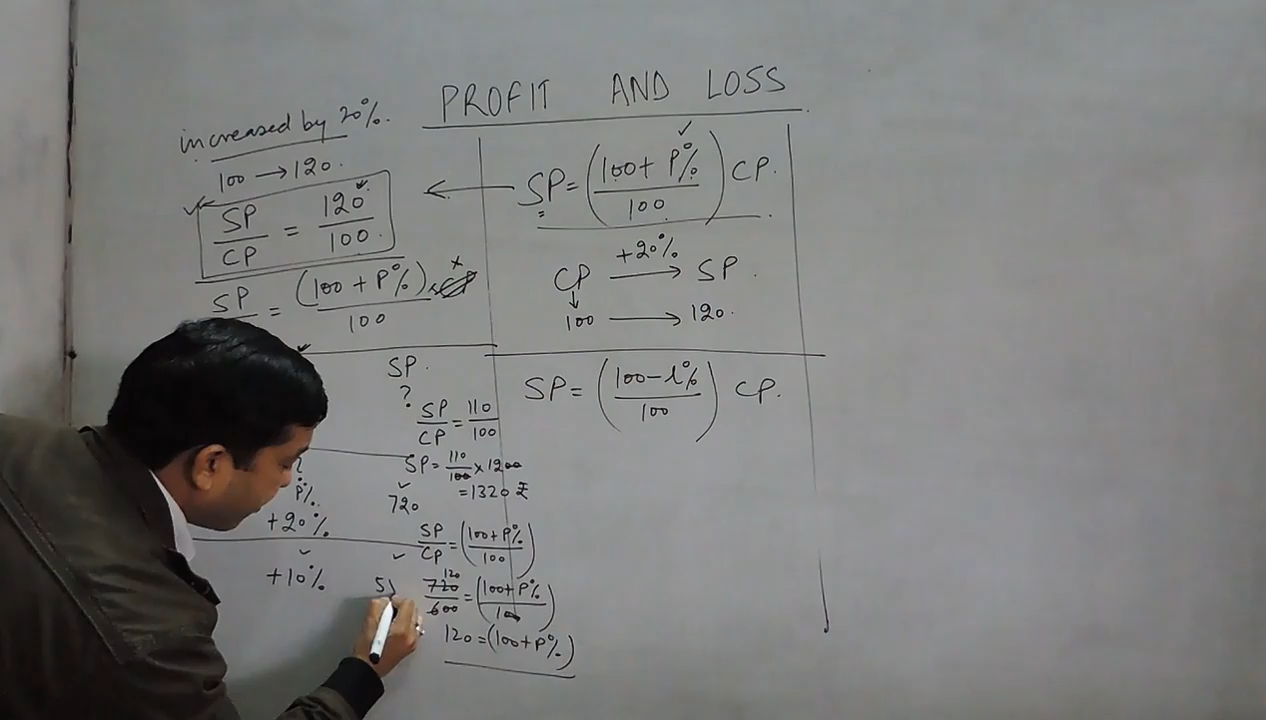 PROFIT AND LOSS
increased by 20%.
100 → 120.
SP/CP = 120/100.
SP = (100 + P%) × / 100
SP = (100 + P% / 100) CP.
CP +20% → SP.
↓
100 → 120.
SP = (100 - l% / 100) CP.
SP.
?
SP/CP = 110/100
SP = 110/100 × 1200
= 1320 ₹
?
P%.
+20%
720
SP/CP = (100 + P% / 100)
+10%
120
720/600 = (100 + P% / 100)
120 = (100 + P%)